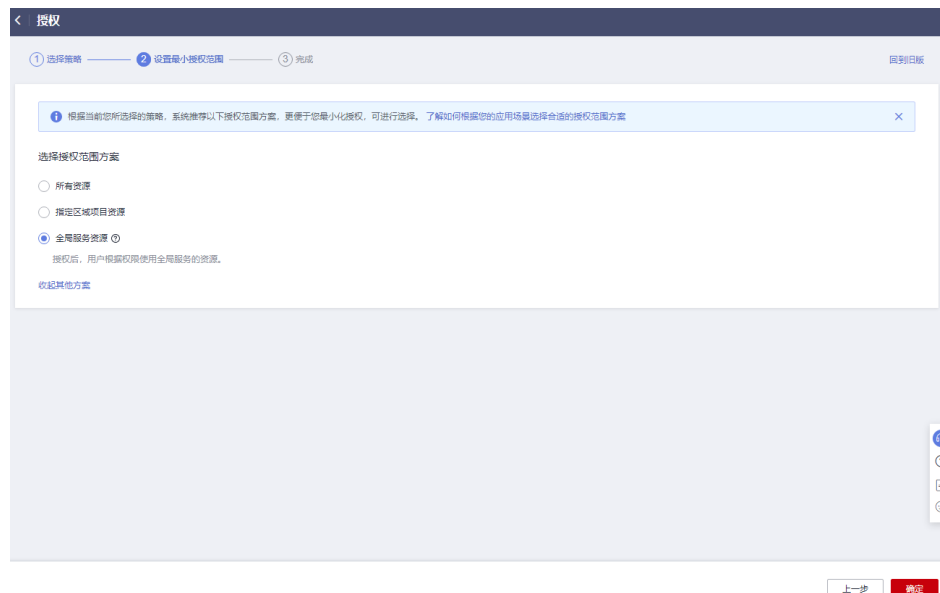 授权
1 选择策略 2 设置最小授权范围 3 完成 回到旧版
根据当前您所选择的策略，系统推荐以下授权范围方案，更便于您最小化授权，可进行选择。 了解如何根据您的应用场景选择合适的授权范围方案
选择授权范围方案
所有资源
指定区域项目资源
全局服务资源
授权后，用户根据权限使用全局服务的资源。
收起其他方案
上一步 确定